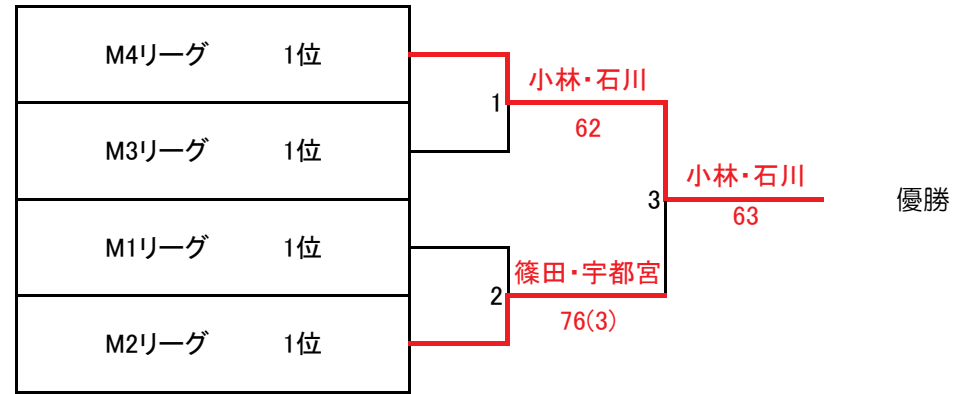 M4リーグ 1位
小林・石川
1
62
M3リーグ 1位
小林・石川
3
63
優勝
M1リーグ 1位
篠田・宇都宮
2
76(3)
M2リーグ 1位